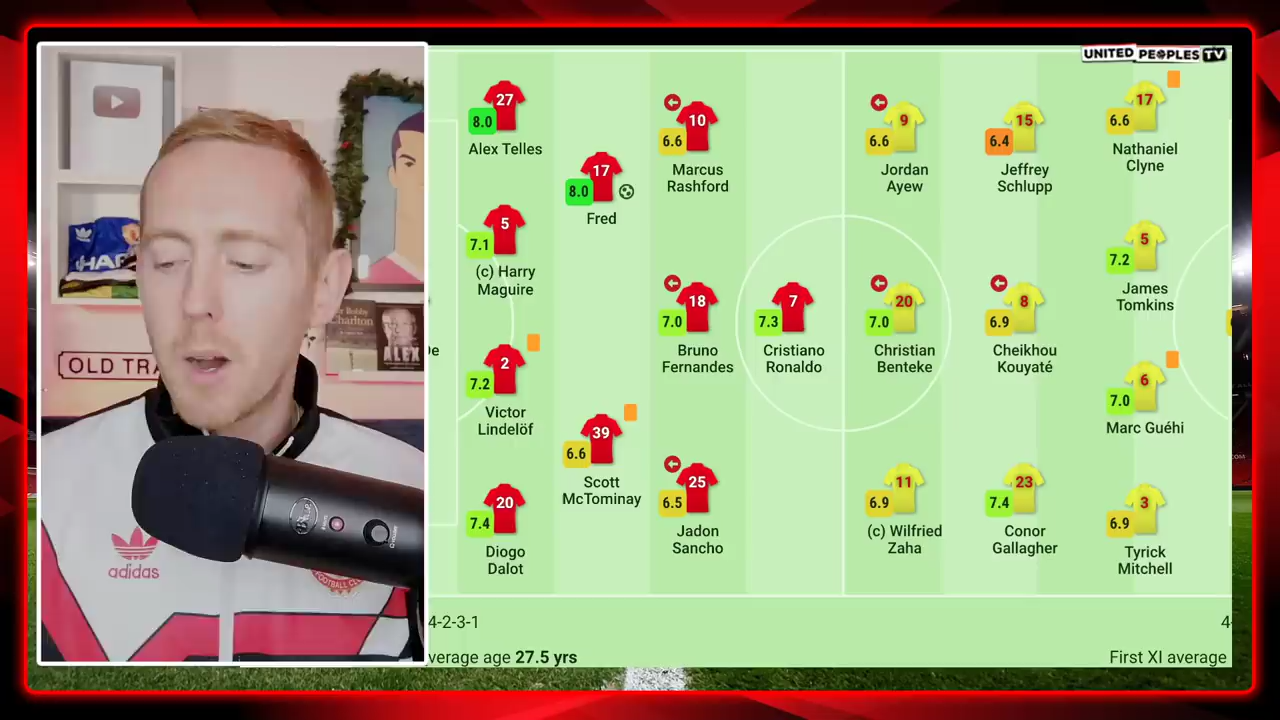 UNITED PEOPLES TV
27
8.0
Alex Telles
5
7.1
(c) Harry
Maguire
2
7.2
Victor
Lindelöf
20
7.4
Diogo
Dalot
17
8.0
Fred
39
6.6
Scott
McTominay
10
6.6
Marcus
Rashford
18
7.0
Bruno
Fernandes
25
6.5
Jadon
Sancho
7
7.3
Cristiano
Ronaldo
9
6.6
Jordan
Ayew
20
7.0
Christian
Benteke
11
6.9
(c) Wilfried
Zaha
15
6.4
Jeffrey
Schlupp
8
6.9
Cheikhou
Kouyaté
23
7.4
Conor
Gallagher
17
6.6
Nathaniel
Clyne
5
7.2
James
Tomkins
6
7.0
Marc Guéhi
3
6.9
Tyrick
Mitchell
De
4-2-3-1
4-
verage age 27.5 yrs
First XI average
OLD TRA
Charlton
ALEX
adidas